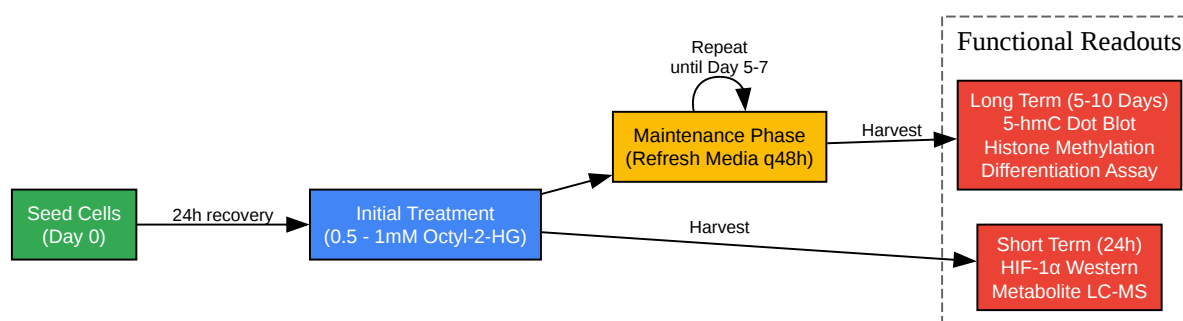 Seed Cells
(Day 0)
24h recovery
Initial Treatment
(0.5 - 1mM Octyl-2-HG)
Repeat
until Day 5-7
Maintenance Phase
(Refresh Media q48h)
Harvest
Harvest
Functional Readouts
Long Term (5-10 Days)
5-hmC Dot Blot
Histone Methylation
Differentiation Assay
Short Term (24h)
HIF-1α Western
Metabolite LC-MS